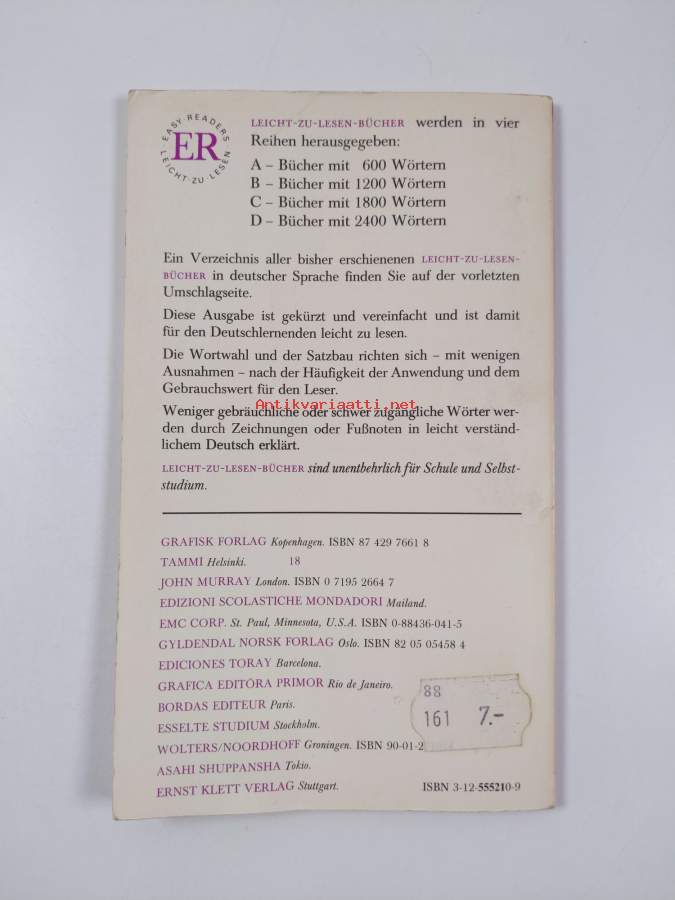 EASY·READERS
ER
LEICHT·ZU·LESEN
LEICHT-ZU-LESEN-BÜCHER werden in vier
Reihen herausgegeben:
A – Bücher mit 600 Wörtern
B – Bücher mit 1200 Wörtern
C – Bücher mit 1800 Wörtern
D – Bücher mit 2400 Wörtern
Ein Verzeichnis aller bisher erschienenen LEICHT-ZU-LESEN-
BÜCHER in deutscher Sprache finden Sie auf der vorletzten
Umschlagseite.
Diese Ausgabe ist gekürzt und vereinfacht und ist damit
für den Deutschlernenden leicht zu lesen.
Die Wortwahl und der Satzbau richten sich – mit wenigen
Ausnahmen – nach der Häufigkeit der Anwendung und dem
Gebrauchswert für den Leser.
Antikvariaatti.net
Weniger gebräuchliche oder schwer zugängliche Wörter wer-
den durch Zeichnungen oder Fußnoten in leicht verständ-
lichem Deutsch erklärt.
LEICHT-ZU-LESEN-BÜCHER sind unentbehrlich für Schule und Selbst-
studium.
GRAFISK FORLAG Kopenhagen. ISBN 87 429 7661 8
TAMMI Helsinki. 18
JOHN MURRAY London. ISBN 0 7195 2664 7
EDIZIONI SCOLASTICHE MONDADORI Mailand.
EMC CORP. St. Paul, Minnesota, U.S.A. ISBN 0-88436-041-5
GYLDENDAL NORSK FORLAG Oslo. ISBN 82 05 05458 4
EDICIONES TORAY Barcelona.
GRAFICA EDITÔRA PRIMOR Rio de Janeiro.
BORDAS EDITEUR Paris.
ESSELTE STUDIUM Stockholm.
WOLTERS/NOORDHOFF Groningen. ISBN 90-01-2
ASAHI SHUPPANSHA Tokio.
ERNST KLETT VERLAG Stuttgart. ISBN 3-12-555210-9
88
161 7.-